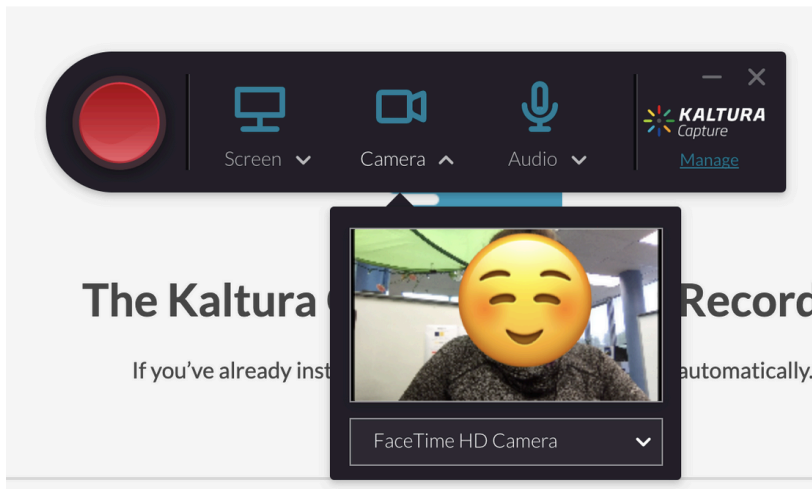 KALTURA
Capture
Screen Camera Audio Manage
The Kaltura Record
If you've already inst automatically.
FaceTime HD Camera